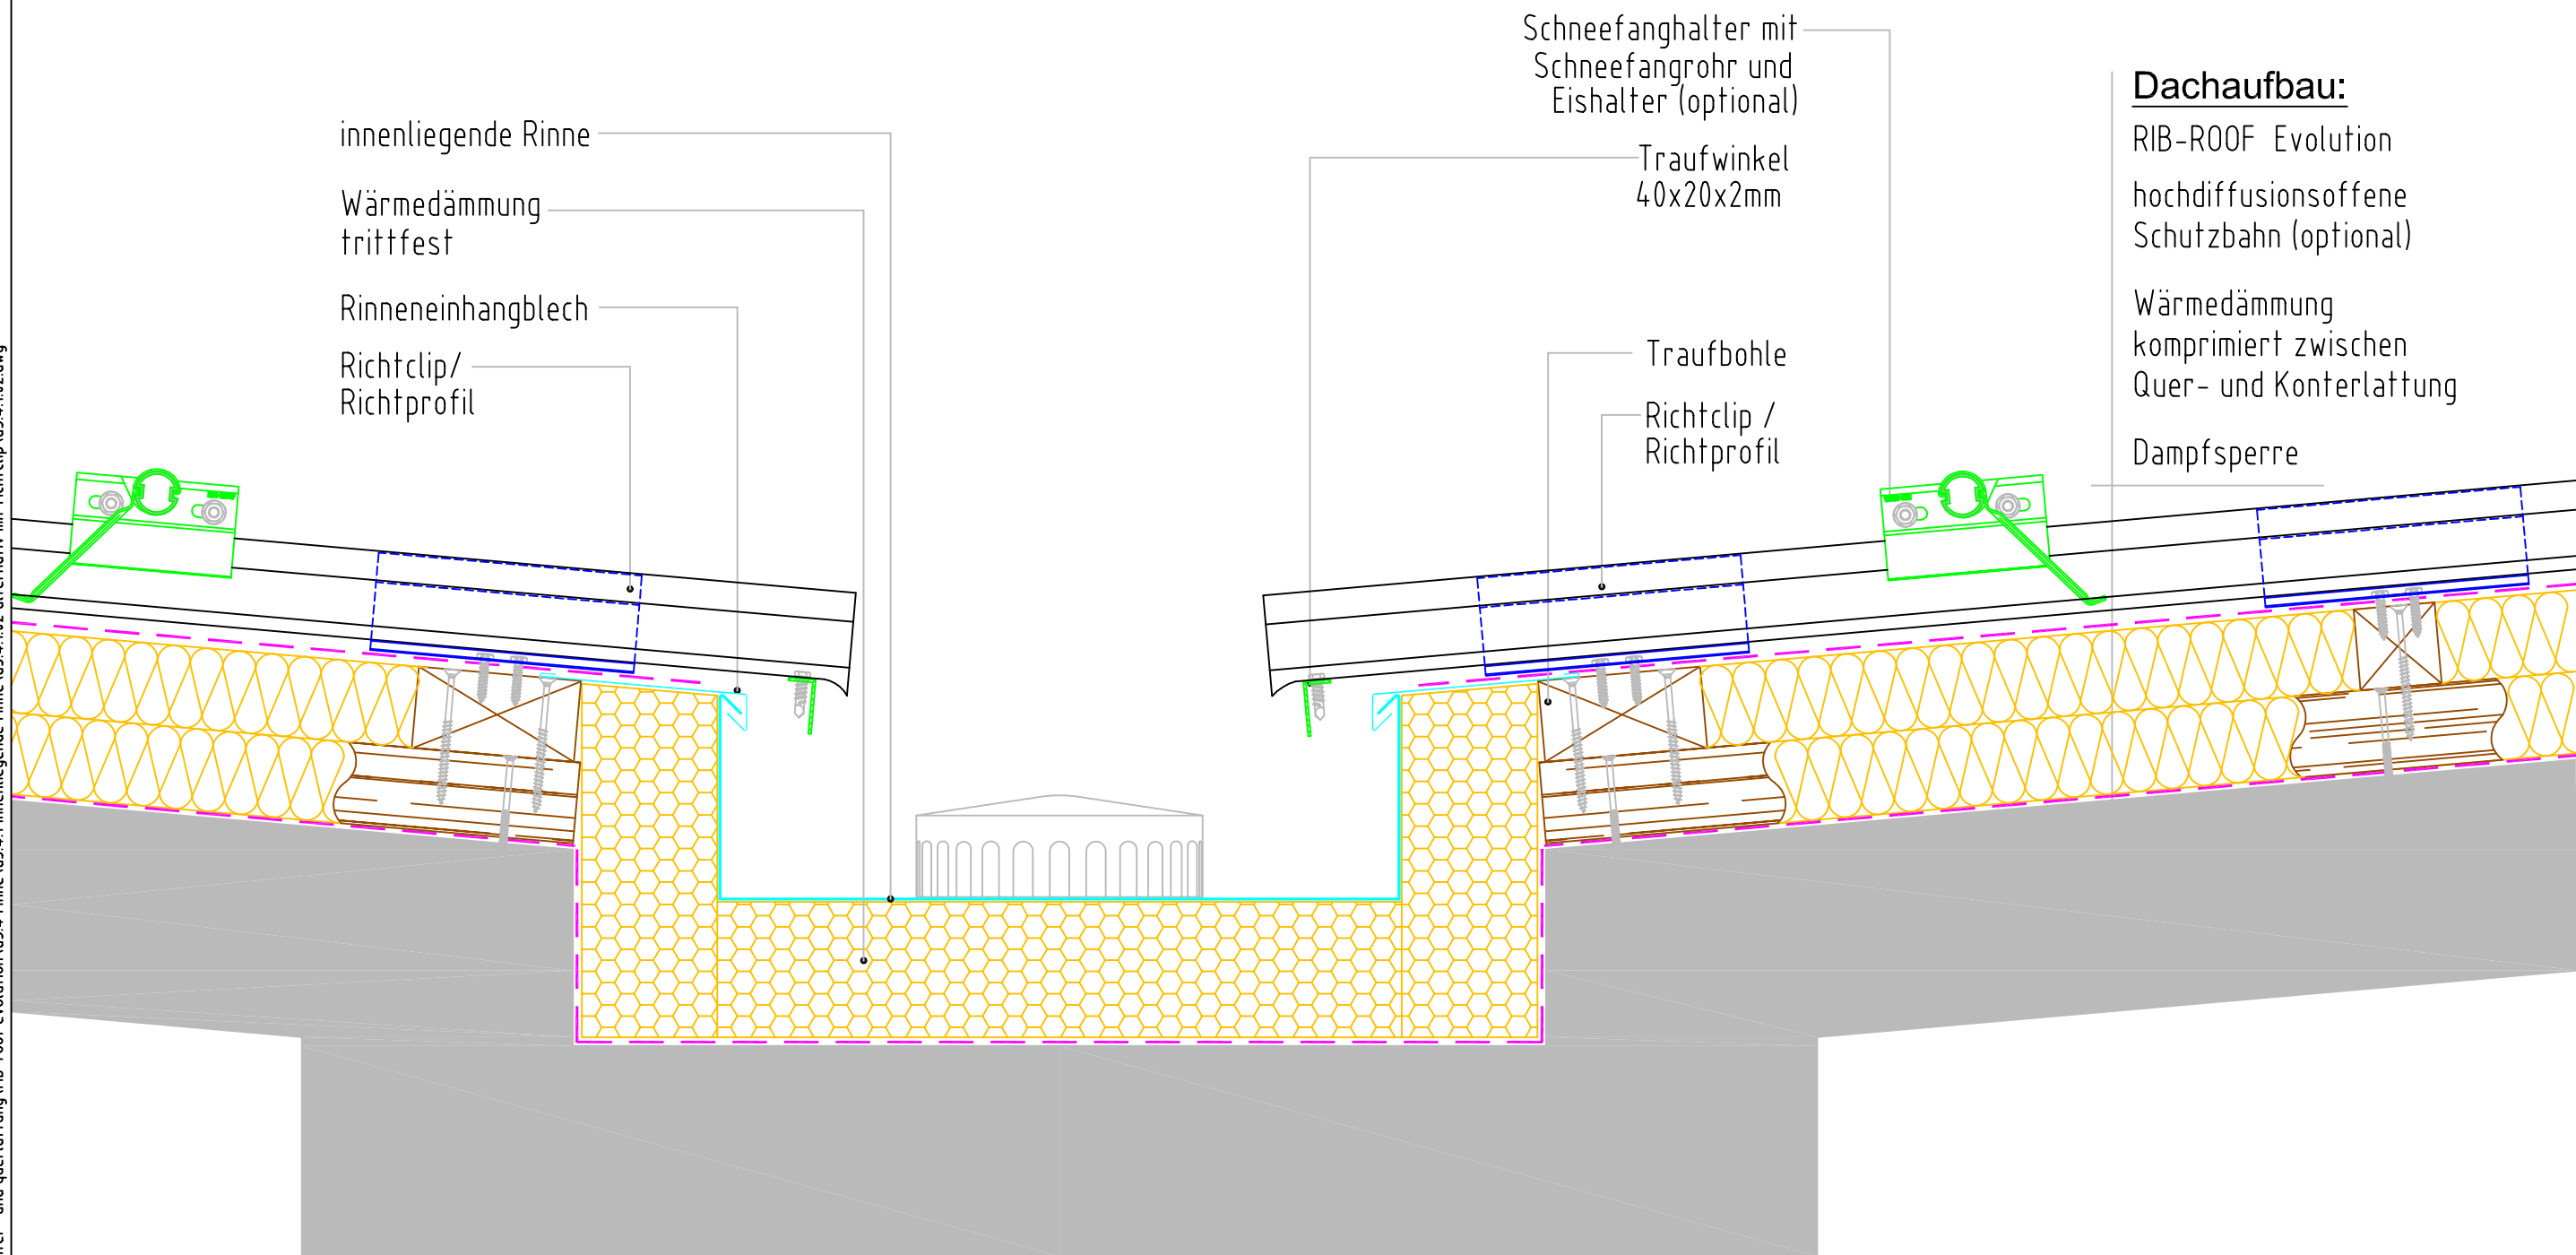 innenliegende Rinne
Wärmedämmung
trittfest
Rinneneinhangblech
Richtclip/
Richtprofil
Schneefanghalter mit
Schneefangrohr und
Eishalter (optional)
Traufwinkel
40x20x2mm
Traufbohle
Richtclip /
Richtprofil
Dachaufbau:
RIB-ROOF Evolution
hochdiffusionsoffene
Schutzbahn (optional)
Wärmedämmung
komprimiert zwischen
Quer- und Konterlattung
Dampfsperre